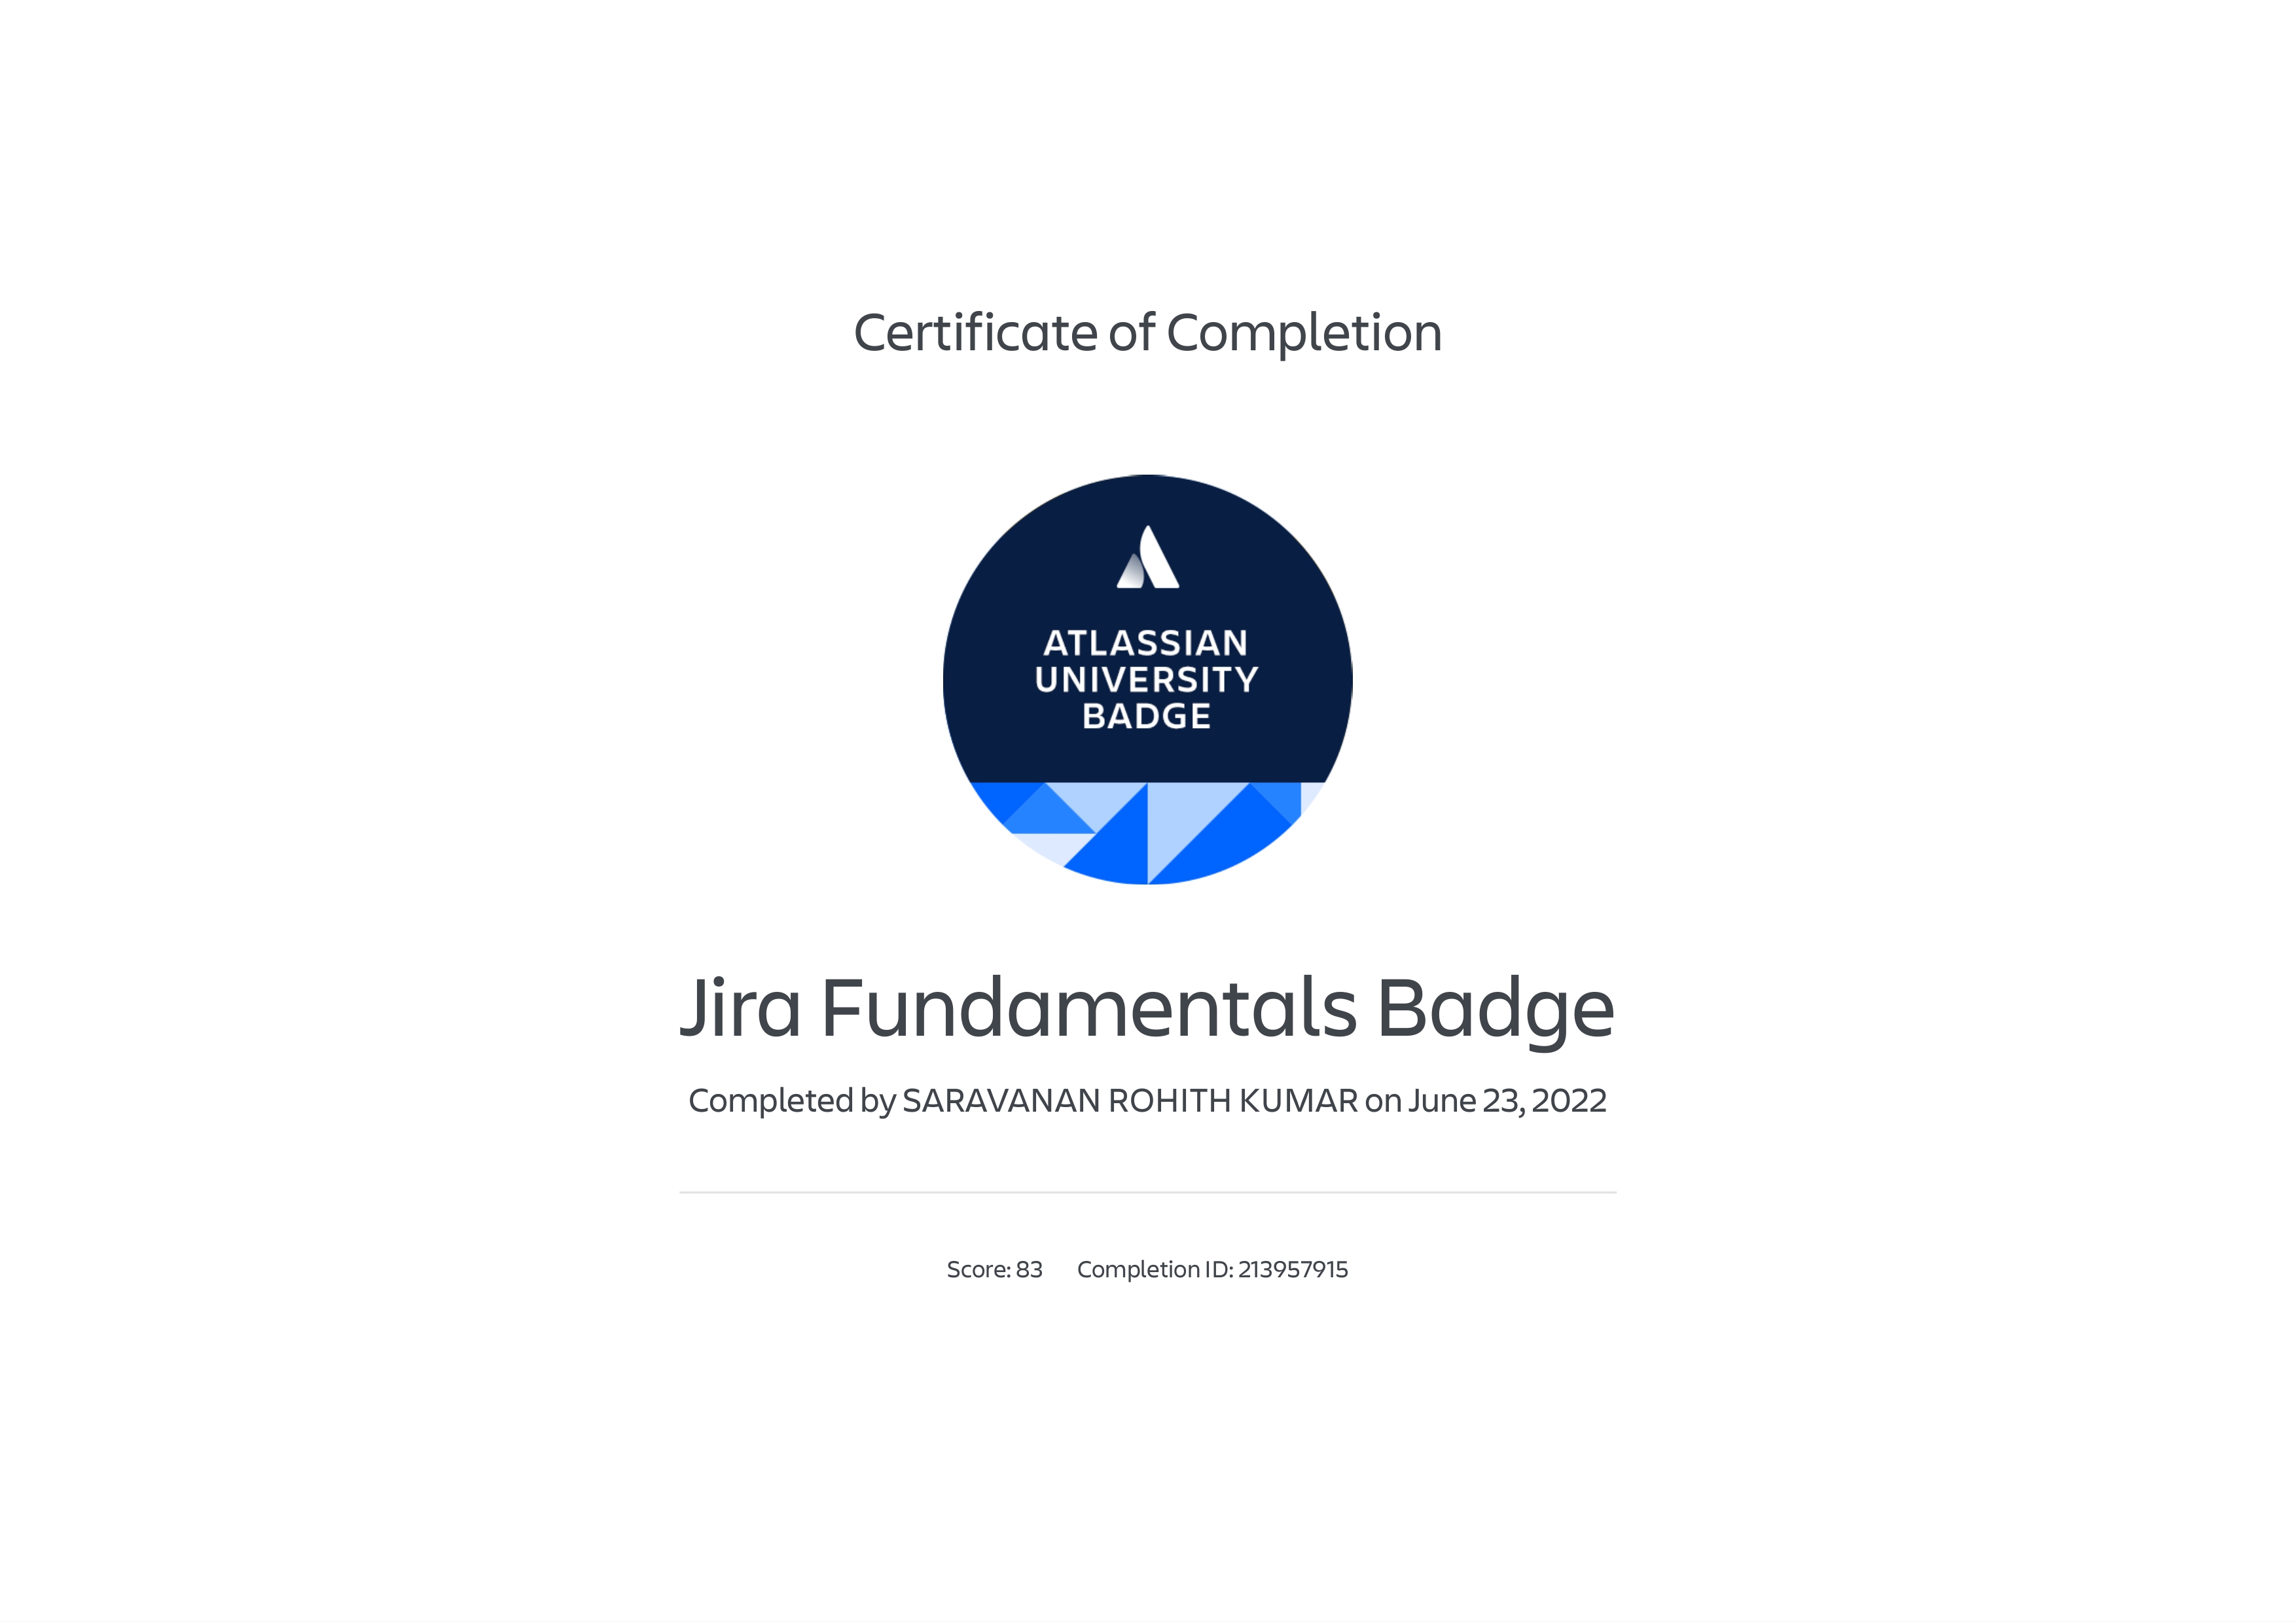 Certificate of Completion
ATLASSIAN
UNIVERSITY
BADGE
Jira Fundamentals Badge
Completed by SARAVANAN ROHITH KUMAR on June 23, 2022
Score: 83 Completion ID: 213957915